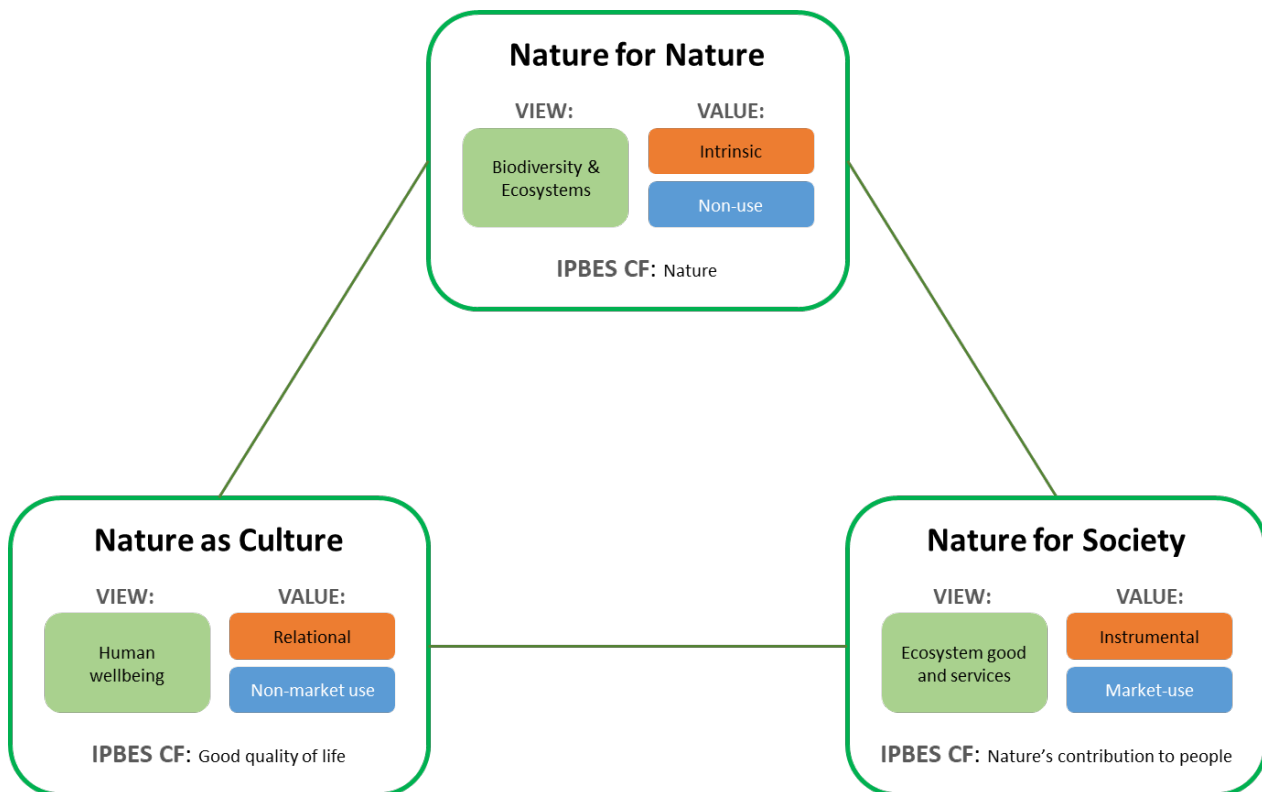 Nature for Nature
VIEW:
VALUE:
Biodiversity &
Ecosystems
Intrinsic
Non-use
IPBES CF: Nature
Nature as Culture
VIEW:
VALUE:
Human
wellbeing
Relational
Non-market use
IPBES CF: Good quality of life
Nature for Society
VIEW:
VALUE:
Ecosystem good
and services
Instrumental
Market-use
IPBES CF: Nature’s contribution to people